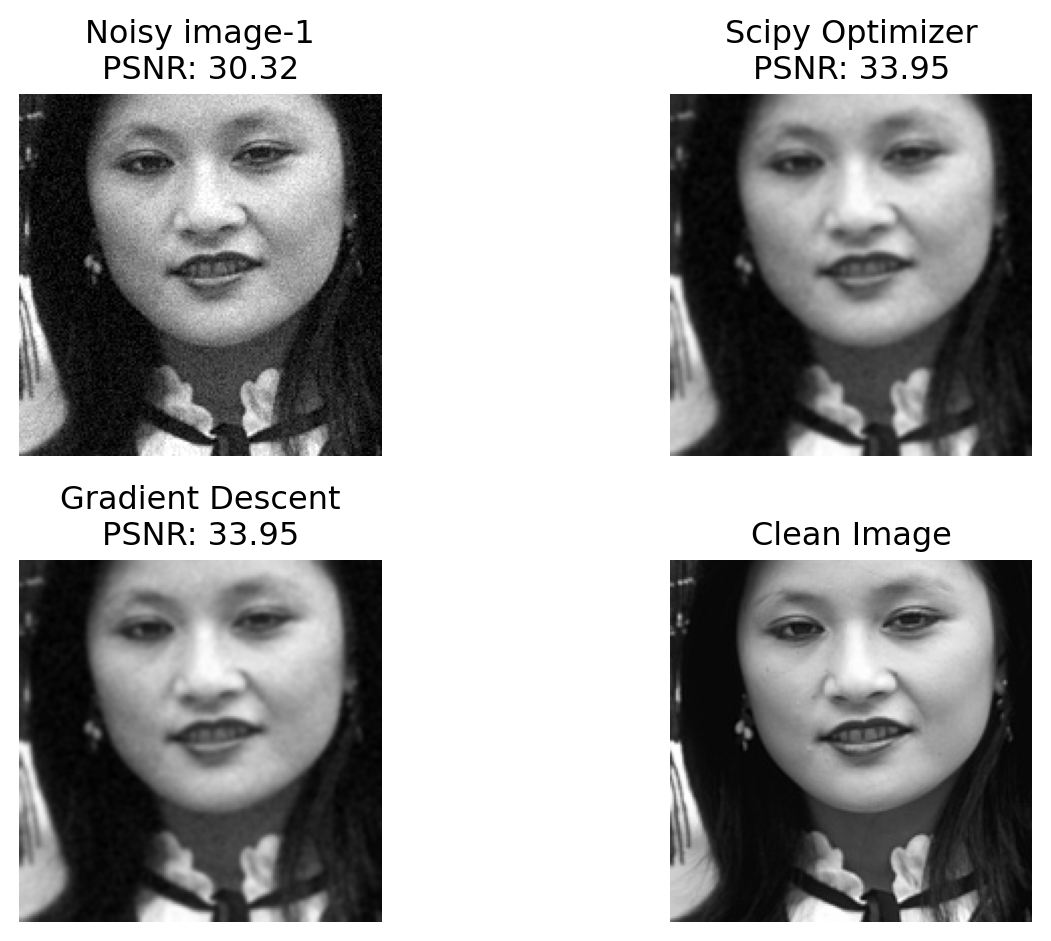 Noisy image-1
PSNR: 30.32
Scipy Optimizer
PSNR: 33.95
Gradient Descent
PSNR: 33.95
Clean Image